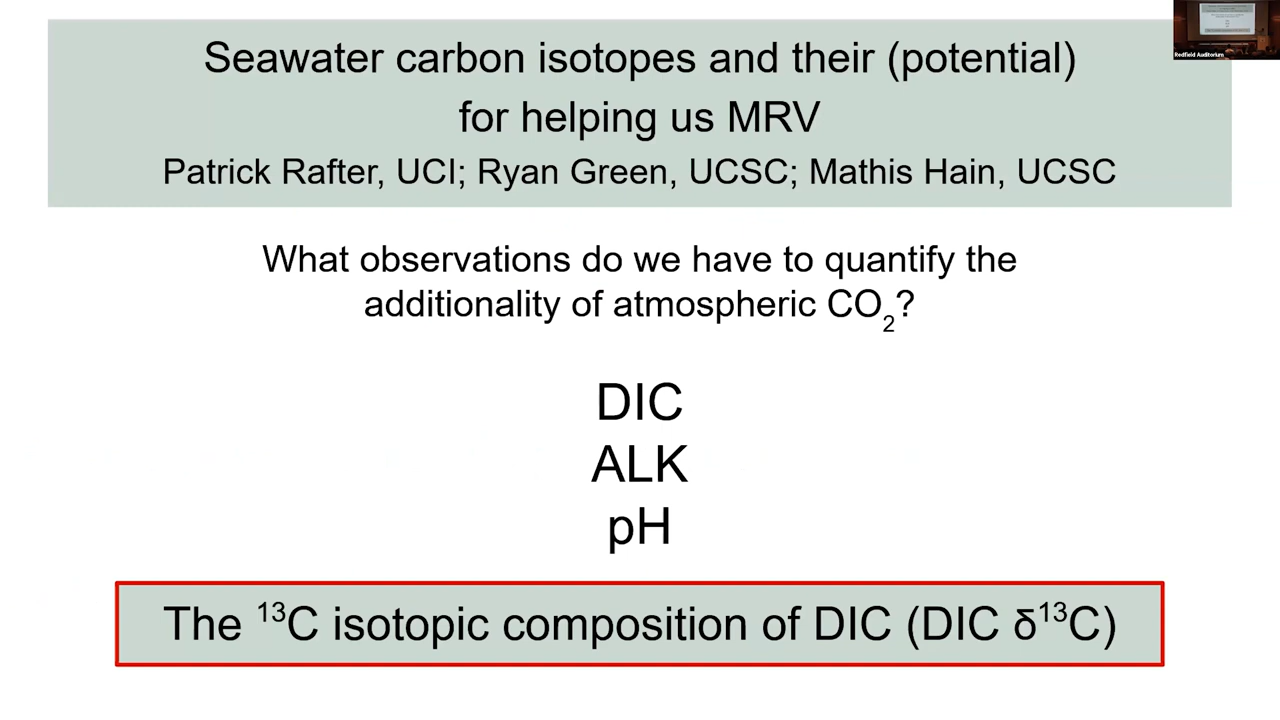 Seawater carbon isotopes and their (potential)
for helping us MRV
Patrick Rafter, UCI; Ryan Green, UCSC; Mathis Hain, UCSC
What observations do we have to quantify the
additionality of atmospheric CO₂?
DIC
ALK
pH
The ¹³C isotopic composition of DIC (DIC δ¹³C)
Redfield Auditorium